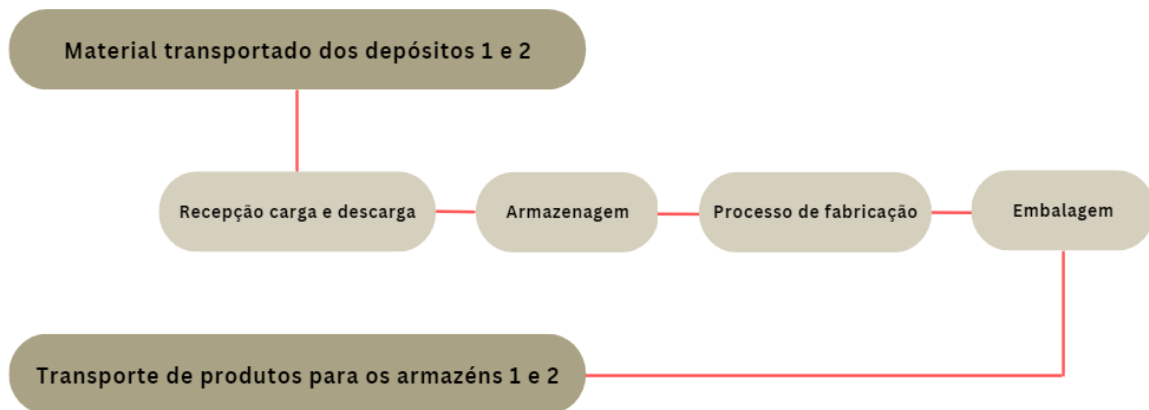 Material transportado dos depósitos 1 e 2
Recepção carga e descarga
Armazenagem
Processo de fabricação
Embalagem
Transporte de produtos para os armazéns 1 e 2